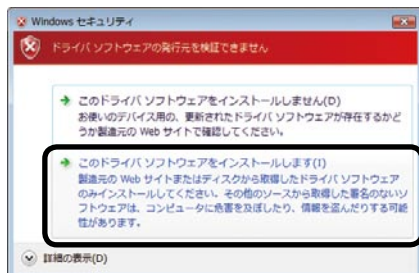 Windows セキュリティ
ドライバ ソフトウェアの発行元を検証できません
このドライバ ソフトウェアをインストールしません(D)
お使いのデバイス用の、更新されたドライバ ソフトウェアが存在するかど
うか製造元の Web サイトで確認してください。
このドライバ ソフトウェアをインストールします(I)
製造元の Web サイトまたはディスクから取得したドライバ ソフトウェア
のみインストールしてください。その他のソースから取得した署名のないソ
フトウェアは、コンピュータに危害を及ぼしたり、情報を盗んだりする可能
性があります。
詳細の表示(D)